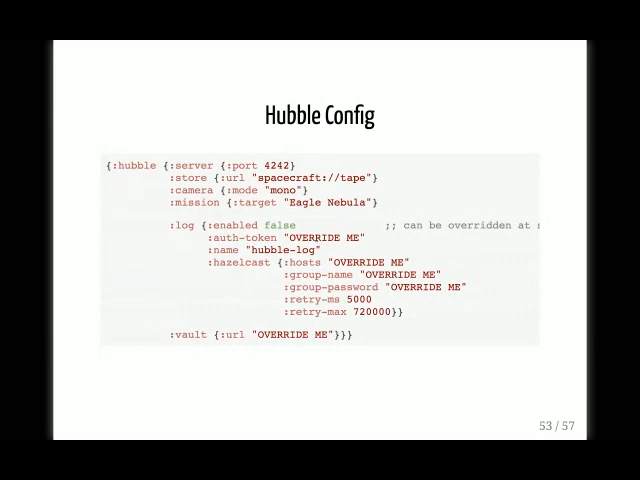 Hubble Config
{:hubble {:server {:port 4242}
:store {:url "spacecraft://tape"}
:camera {:mode "mono"}
:mission {:target "Eagle Nebula"}
:log {:enabled false ;; can be overridden at s
:auth-token "OVERRIDE ME"
:name "hubble-log"
:hazelcast {:hosts "OVERRIDE ME"
:group-name "OVERRIDE ME"
:group-password "OVERRIDE ME"
:retry-ms 5000
:retry-max 720000}}
:vault {:url "OVERRIDE ME"}}}
53 / 57